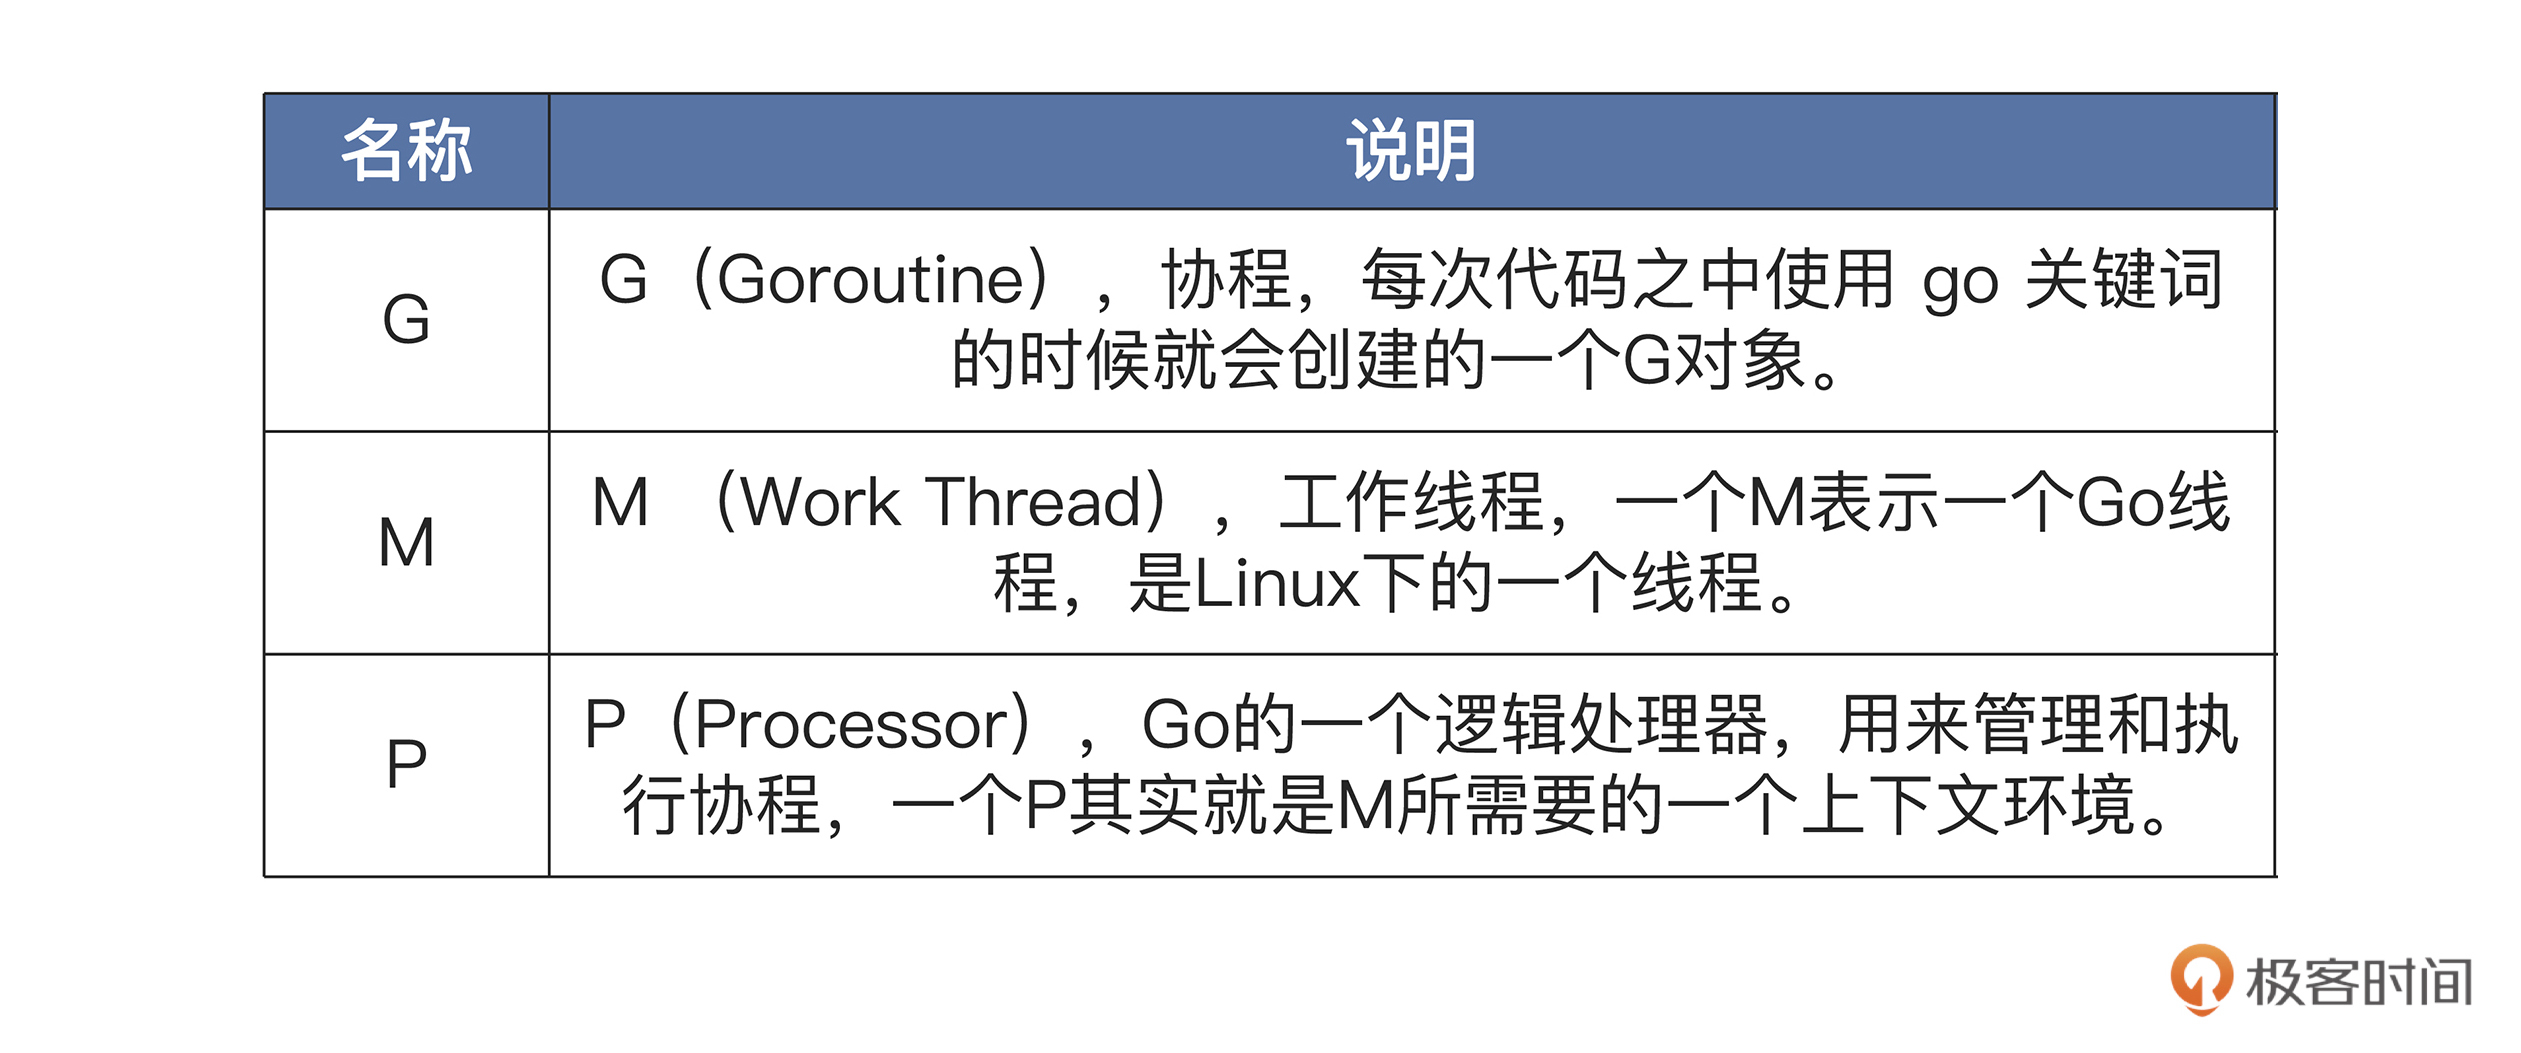 名称
说明
G
G（Goroutine），协程，每次代码之中使用 go 关键词
的时候就会创建的一个G对象。
M
M （Work Thread），工作线程，一个M表示一个Go线
程，是Linux下的一个线程。
P
P（Processor），Go的一个逻辑处理器，用来管理和执
行协程，一个P其实就是M所需要的一个上下文环境。
极客时间